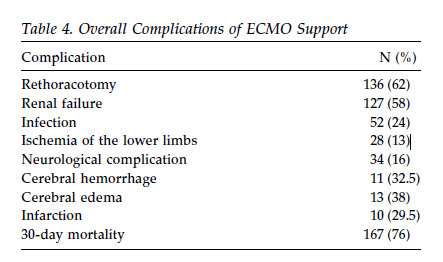 Table 4. Overall Complications of ECMO Support
Complication N (%)
Rethoracotomy 136 (62)
Renal failure 127 (58)
Infection 52 (24)
Ischemia of the lower limbs 28 (13)
Neurological complication 34 (16)
Cerebral hemorrhage 11 (32.5)
Cerebral edema 13 (38)
Infarction 10 (29.5)
30-day mortality 167 (76)